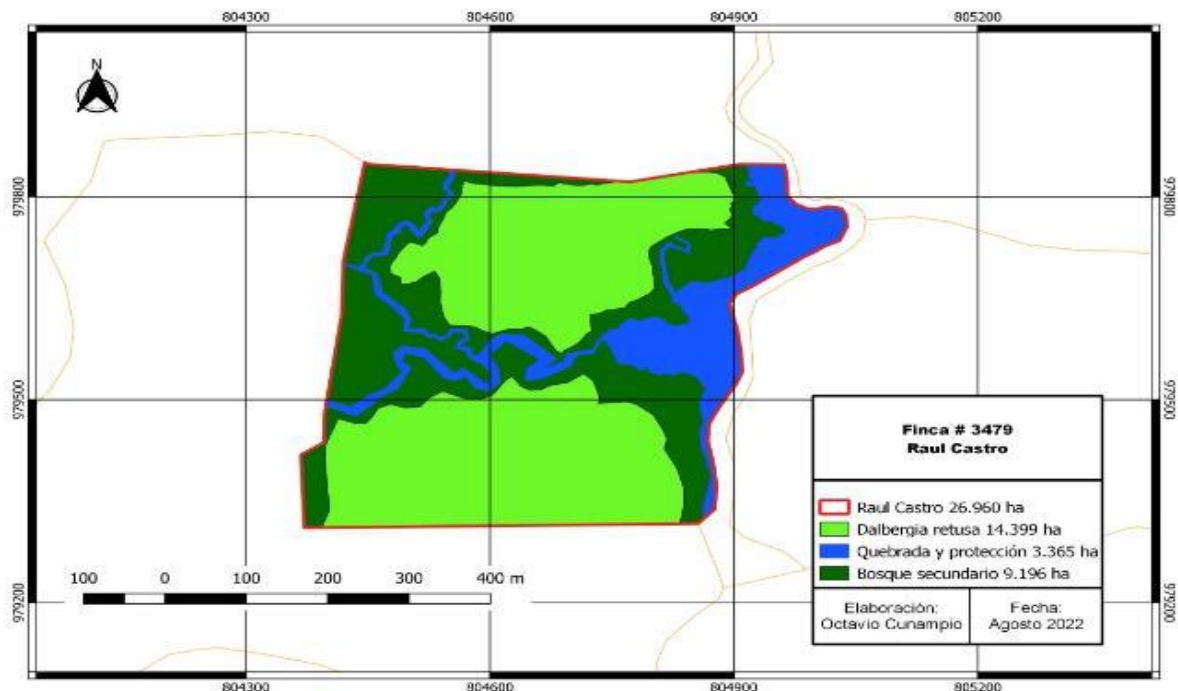 804300 804600 804900 805200
N
979800 979800
979500 979500
Finca # 3479
Raul Castro
Raul Castro 26.960 ha
Dalbergia retusa 14.399 ha
Quebrada y protección 3.365 ha
Bosque secundario 9.196 ha
100 0 100 200 300 400 m
979200 979200
Elaboración:
Octavio Cunampio
Fecha:
Agosto 2022
804300 804600 804900 805200